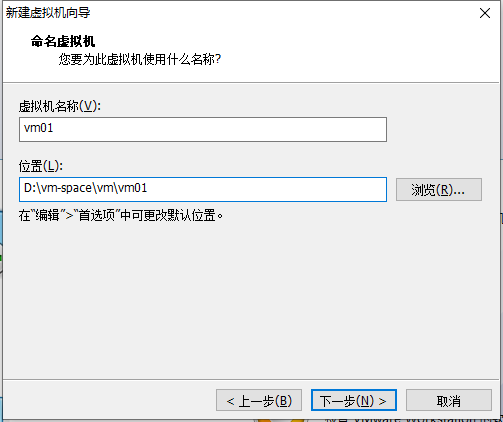 新建虚拟机向导
命名虚拟机
您要为此虚拟机使用什么名称?
虚拟机名称(V):
vm01
位置(L):
D:\vm-space\vm\vm01
浏览(R)...
在“编辑”>“首选项”中可更改默认位置。
< 上一步(B)
下一步(N) >
取消
VMware Workstation